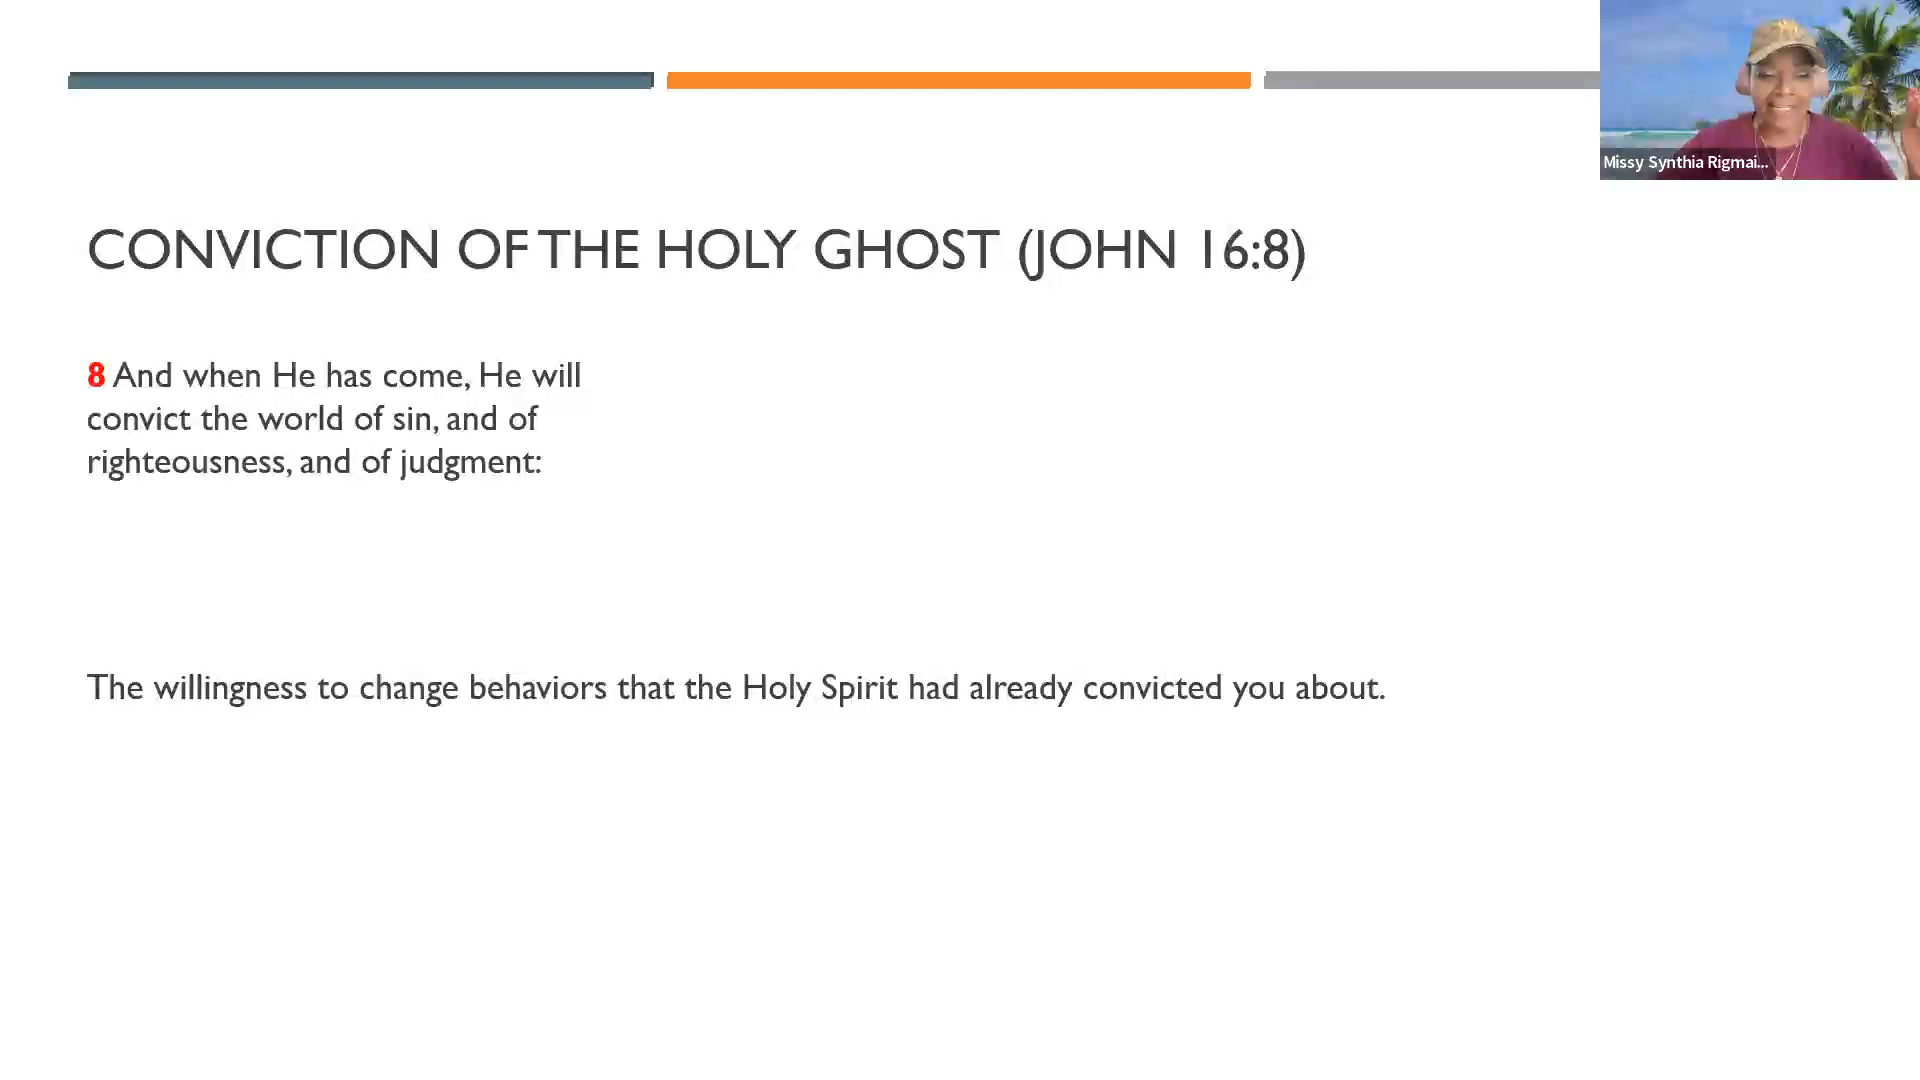 Missy Synthia Rigmai...
CONVICTION OF THE HOLY GHOST (JOHN 16:8)
8 And when He has come, He will
convict the world of sin, and of
righteousness, and of judgment:
The willingness to change behaviors that the Holy Spirit had already convicted you about.